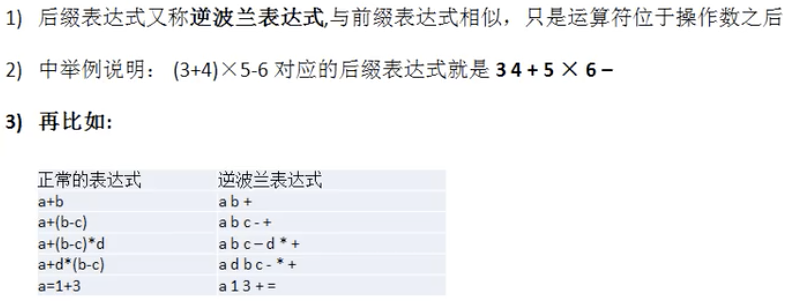 1) 后缀表达式又称逆波兰表达式,与前缀表达式相似，只是运算符位于操作数之后
2) 中举例说明： (3+4)×5-6 对应的后缀表达式就是 3 4 + 5 × 6 –
3) 再比如:
正常的表达式 逆波兰表达式
a+b a b +
a+(b-c) a b c - +
a+(b-c)*d a b c – d * +
a+d*(b-c) a d b c - * +
a=1+3 a 1 3 + =